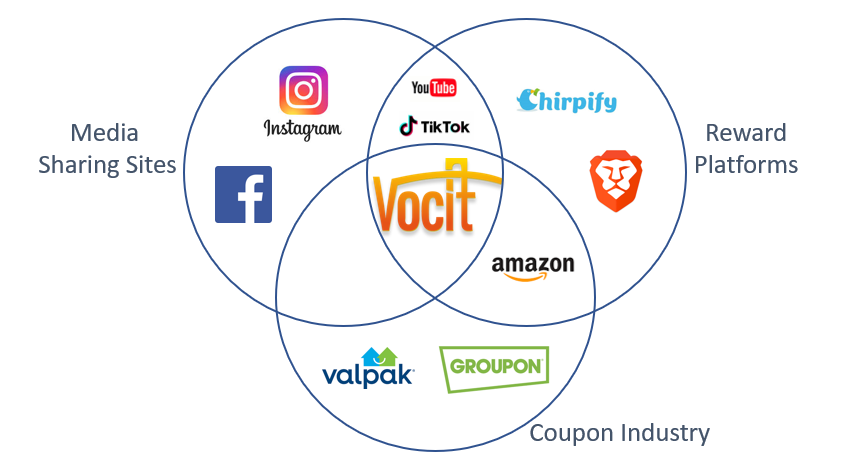 YouTube
Chirpify
Instagram
TikTok
Media
Sharing Sites
Reward
Platforms
Vocit
amazon
valpak
GROUPON
Coupon Industry